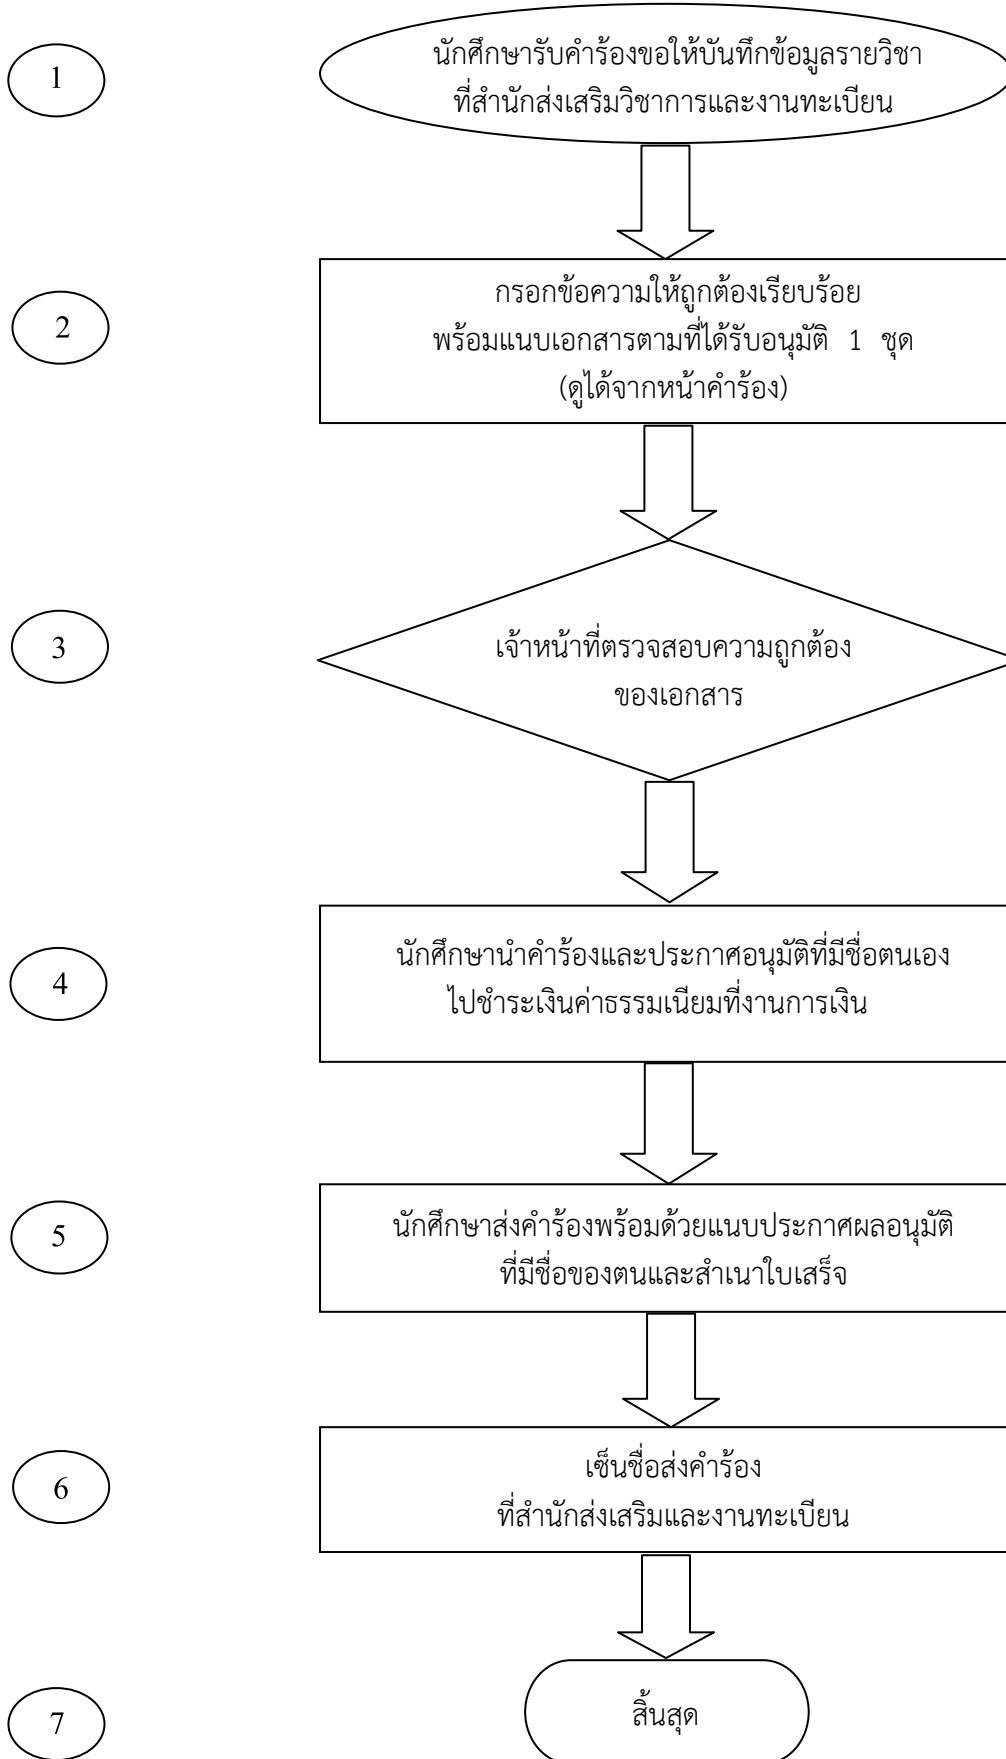 1
นักศึกษารับคำร้องขอให้บันทึกข้อมูลรายวิชา
ที่สำนักส่งเสริมวิชาการและงานทะเบียน
2
กรอกข้อความให้ถูกต้องเรียบร้อย
พร้อมแนบเอกสารตามที่ได้รับอนุมัติ 1 ชุด
(ดูได้จากหน้าคำร้อง)
3
เจ้าหน้าที่ตรวจสอบความถูกต้อง
ของเอกสาร
4
นักศึกษานำคำร้องและประกาศอนุมัติที่มีชื่อตนเอง
ไปชำระเงินค่าธรรมเนียมที่งานการเงิน
5
นักศึกษาส่งคำร้องพร้อมด้วยแนบประกาศผลอนุมัติ
ที่มีชื่อของตนและสำเนาใบเสร็จ
6
เซ็นชื่อส่งคำร้อง
ที่สำนักส่งเสริมและงานทะเบียน
7
สิ้นสุด